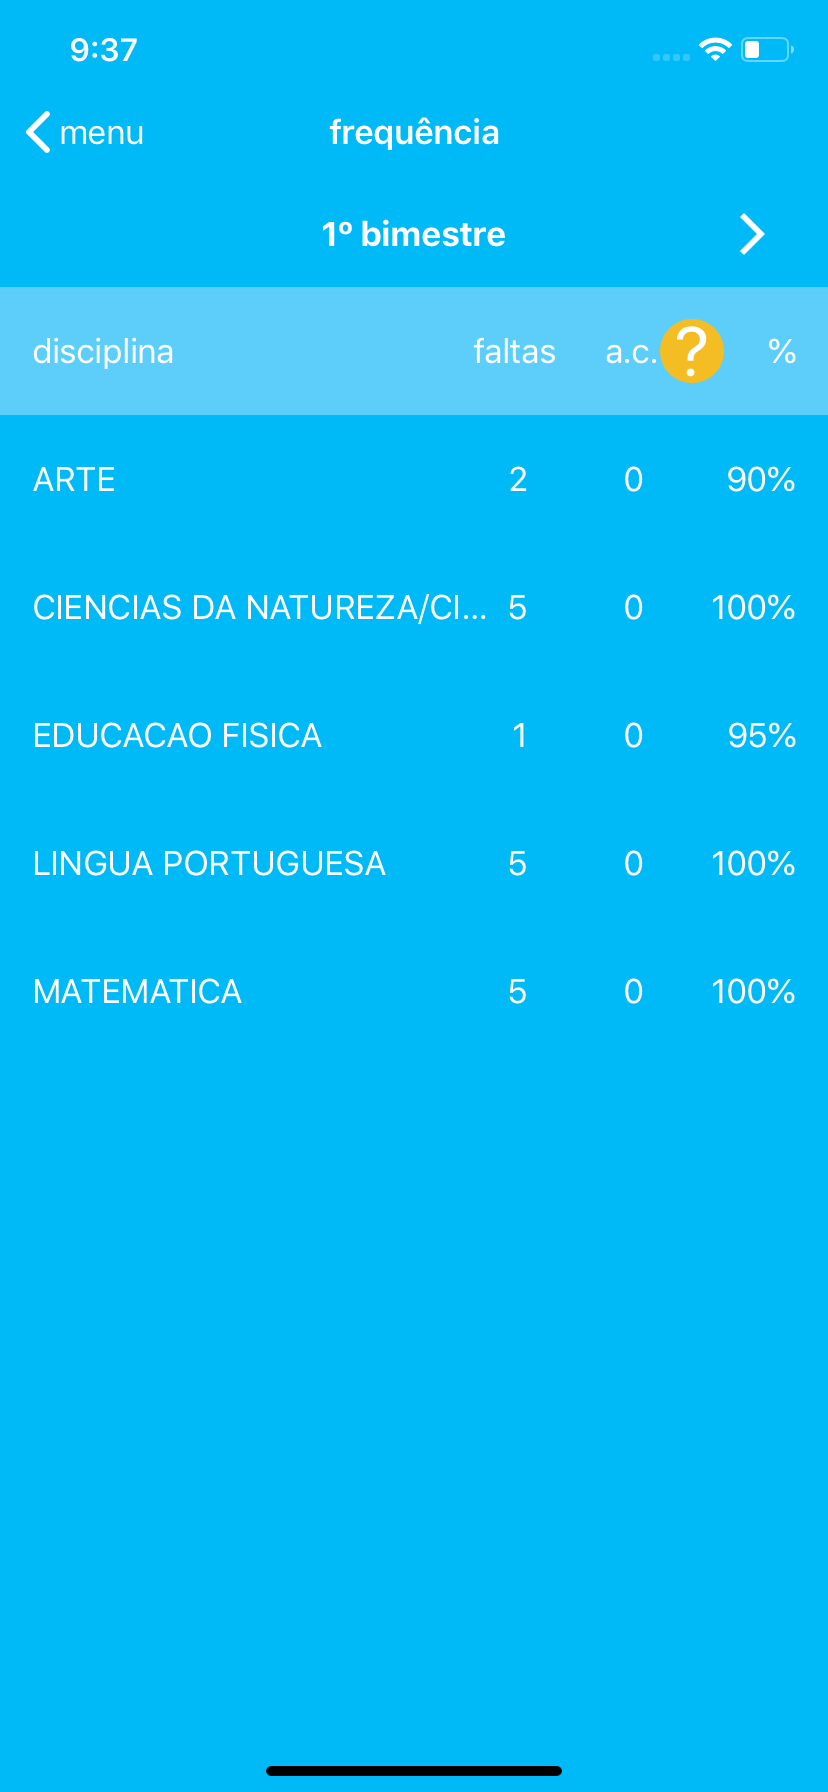 9:37
menu
frequência
1º bimestre
disciplina faltas a.c. ? %
ARTE 2 0 90%
CIENCIAS DA NATUREZA/CI... 5 0 100%
EDUCACAO FISICA 1 0 95%
LINGUA PORTUGUESA 5 0 100%
MATEMATICA 5 0 100%